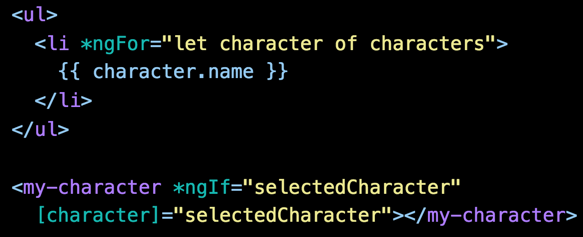 <ul>
  <li *ngFor="let character of characters">
    {{ character.name }}
  </li>
</ul>
<my-character *ngIf="selectedCharacter"
  [character]="selectedCharacter"></my-character>